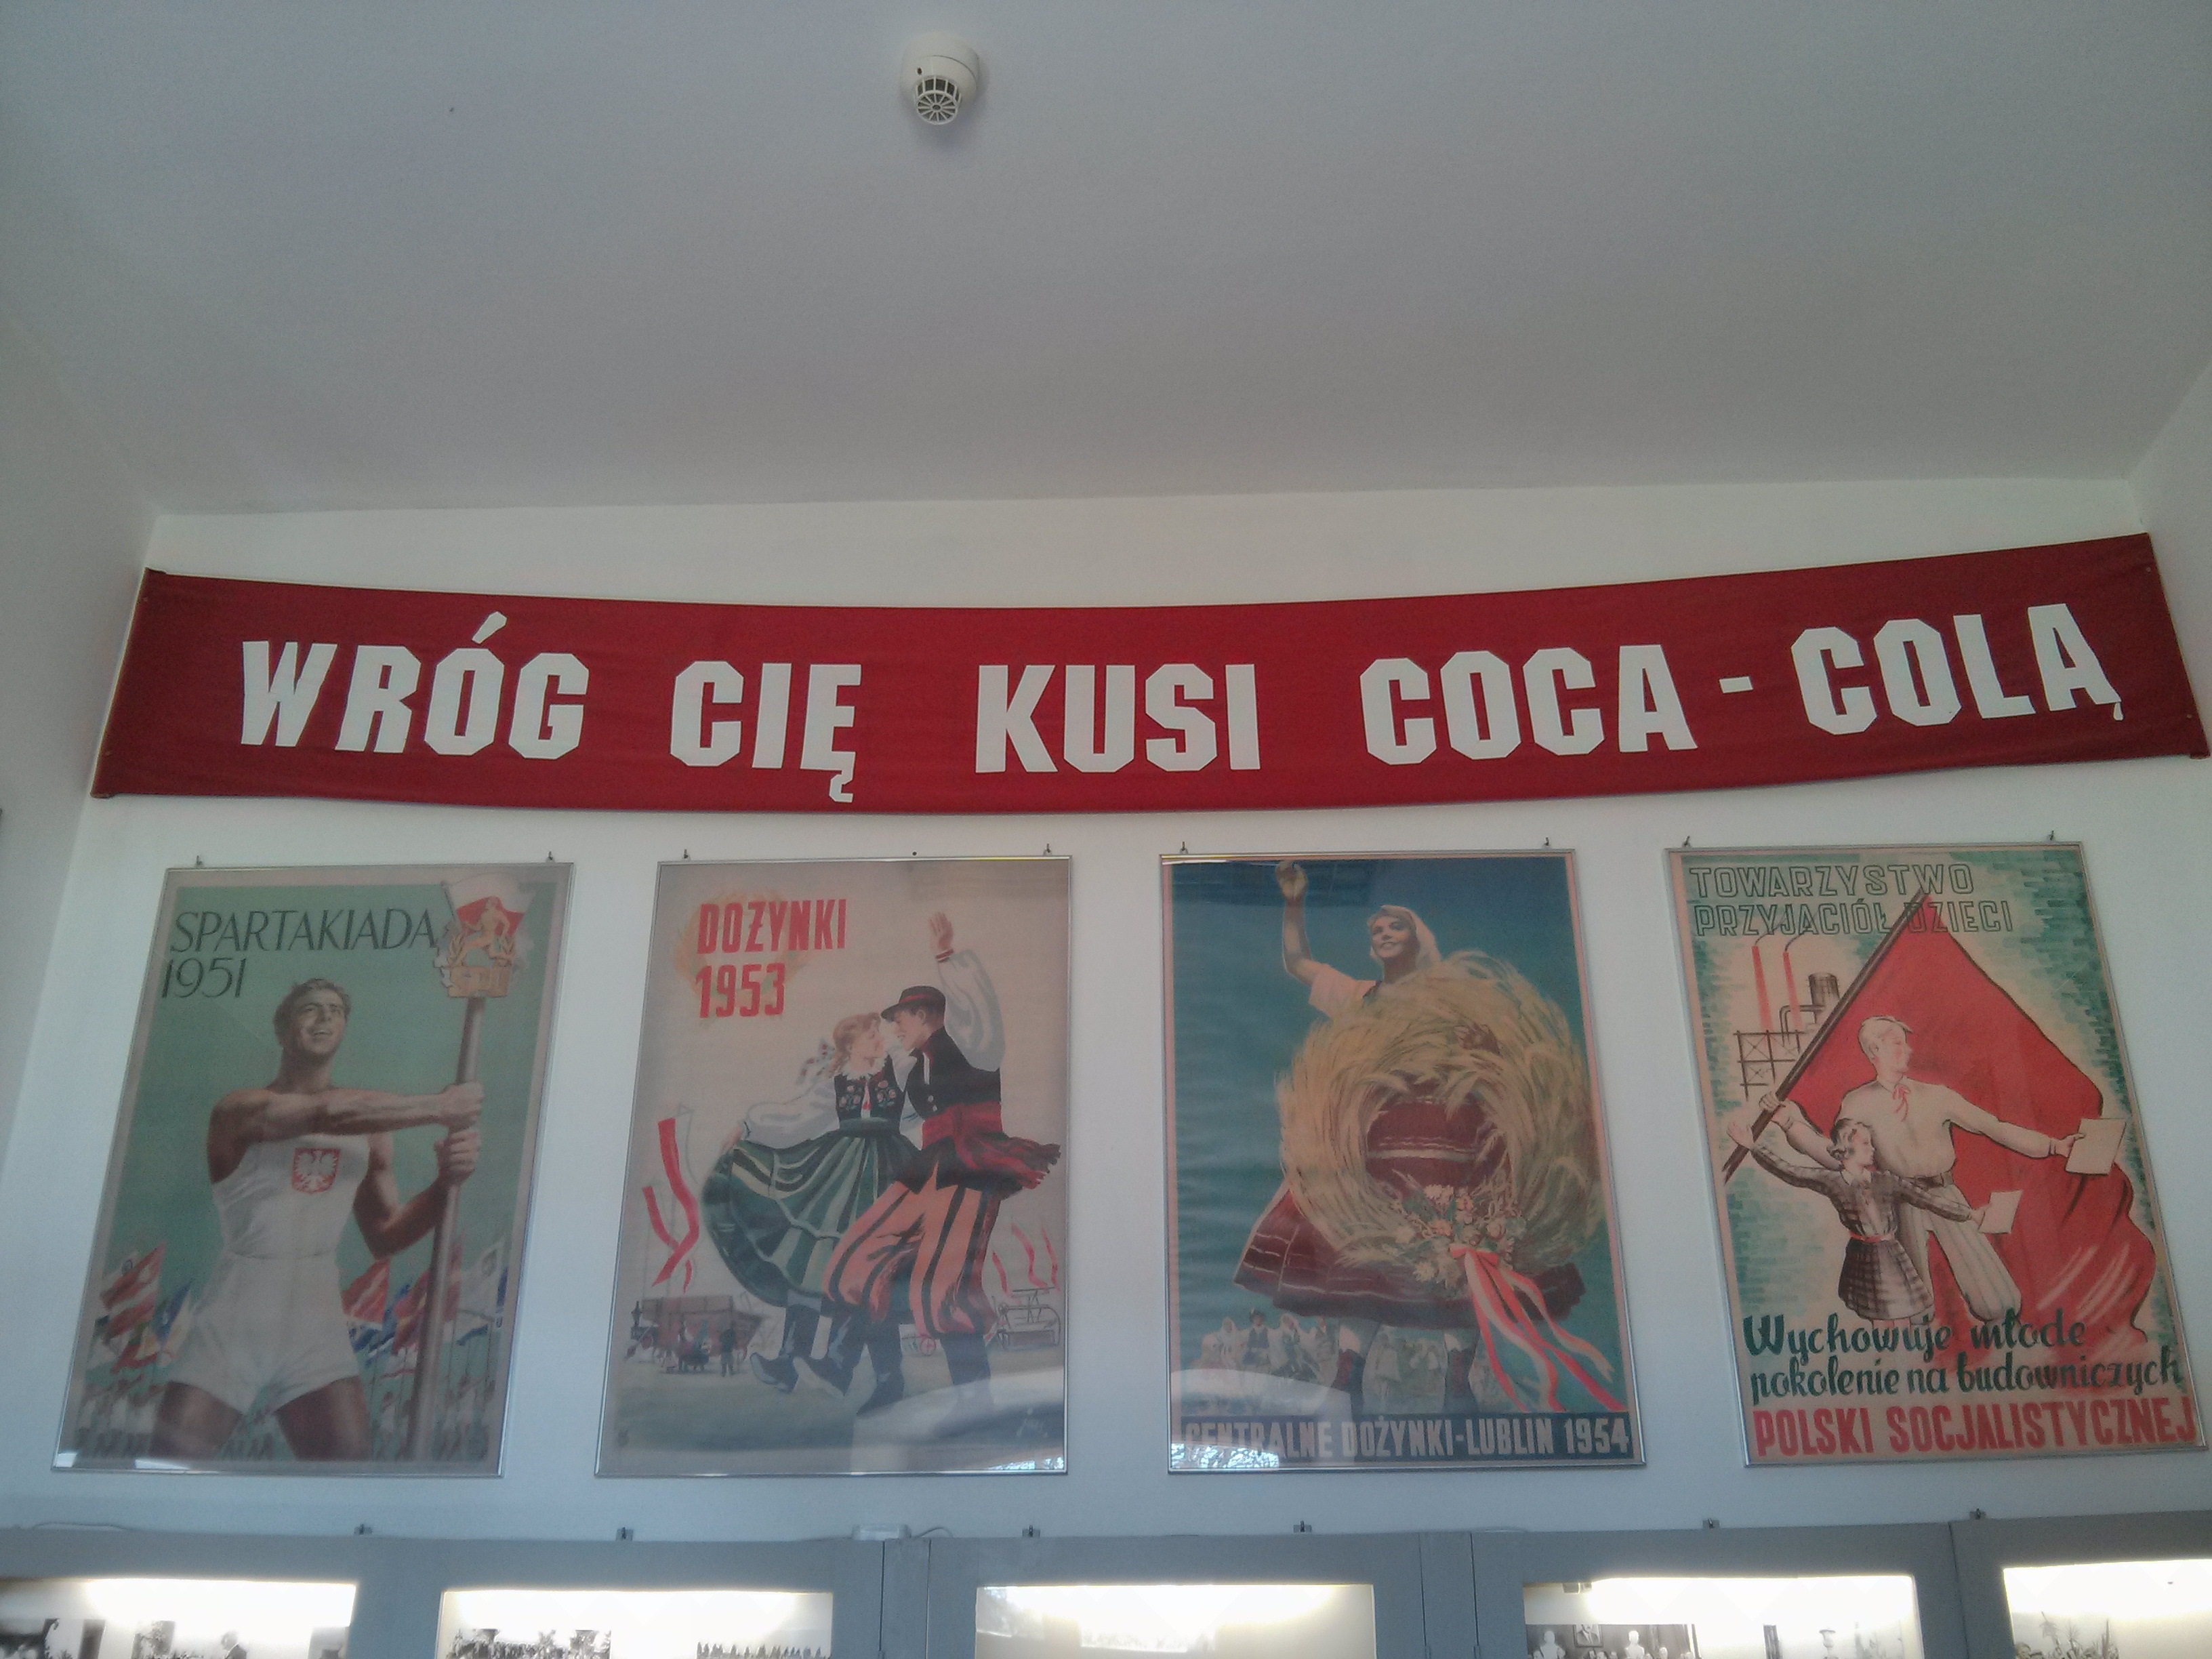 WRÓG CIĘ KUSI COCA-COLĄ
SPARTAKIADA
1951
DOŻYNKI
1953
CENTRALNE DOŻYNKI-LUBLIN 1954
TOWARZYSTWO
PRZYJACIÓŁ DZIECI
Wychowuje młode
pokolenie na budowniczych
POLSKI SOCJALISTYCZNEJ